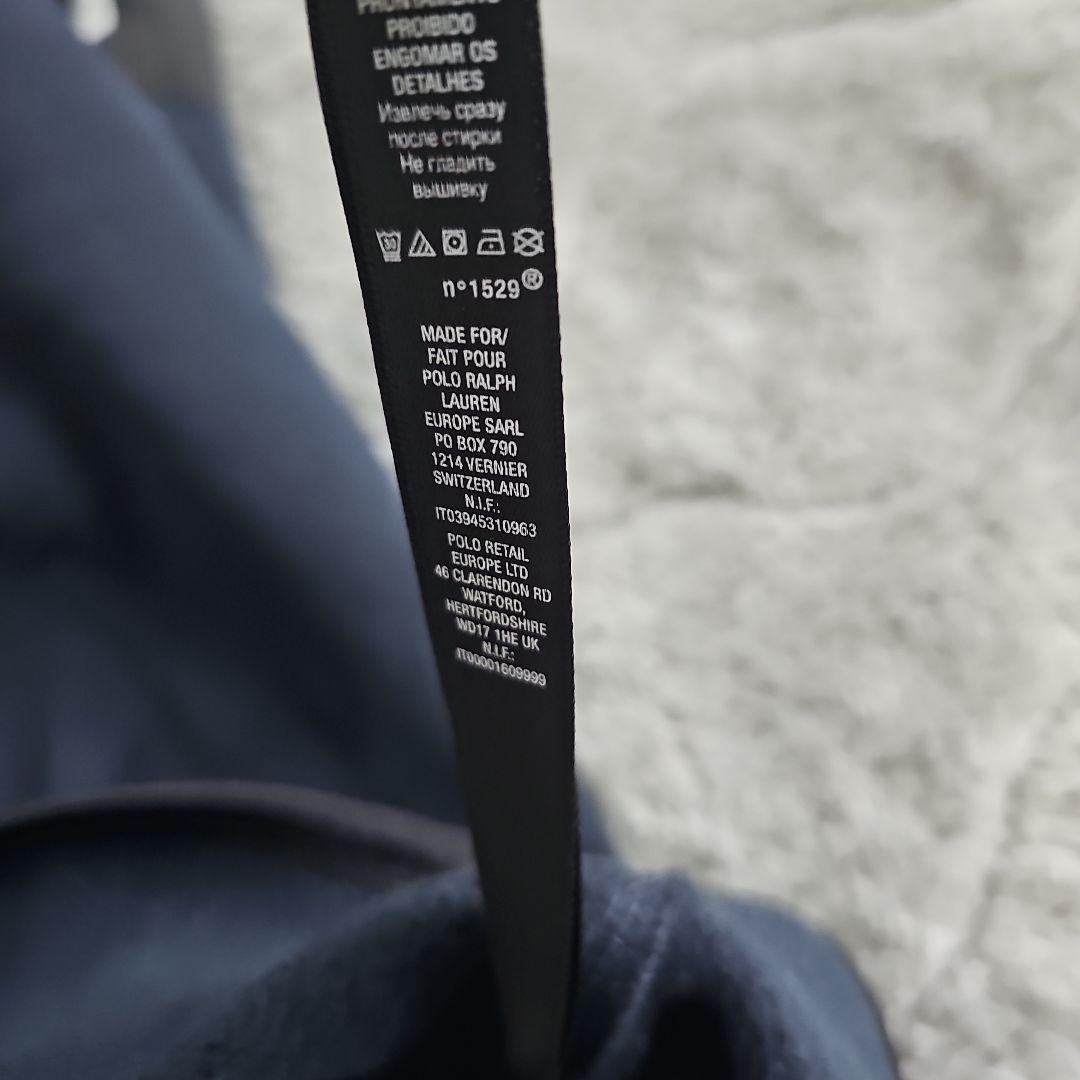 PRONTAMENTO
PROIBIDO
ENGOMAR OS
DETALHES
Извлечь сразу
после стирки
Не гладить
вышивку
30
n°1529®
MADE FOR/
FAIT POUR
POLO RALPH
LAUREN
EUROPE SARL
PO BOX 790
1214 VERNIER
SWITZERLAND
N.I.F.:
IT03945310963
POLO RETAIL
EUROPE LTD
46 CLARENDON RD
WATFORD,
HERTFORDSHIRE
WD17 1HE UK
N.I.F.:
IT00001609999